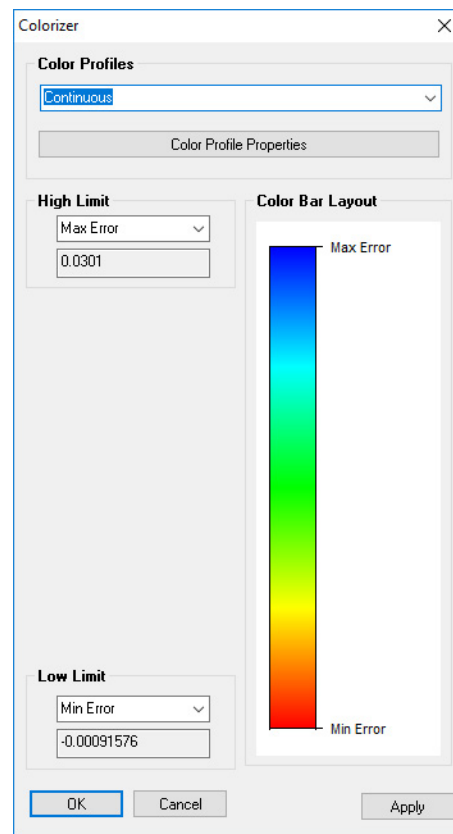 Colorizer
Color Profiles
Continuous
Color Profile Properties
High Limit
Max Error
0.0301
Color Bar Layout
Max Error
Min Error
Low Limit
Min Error
-0.00091576
OK
Cancel
Apply